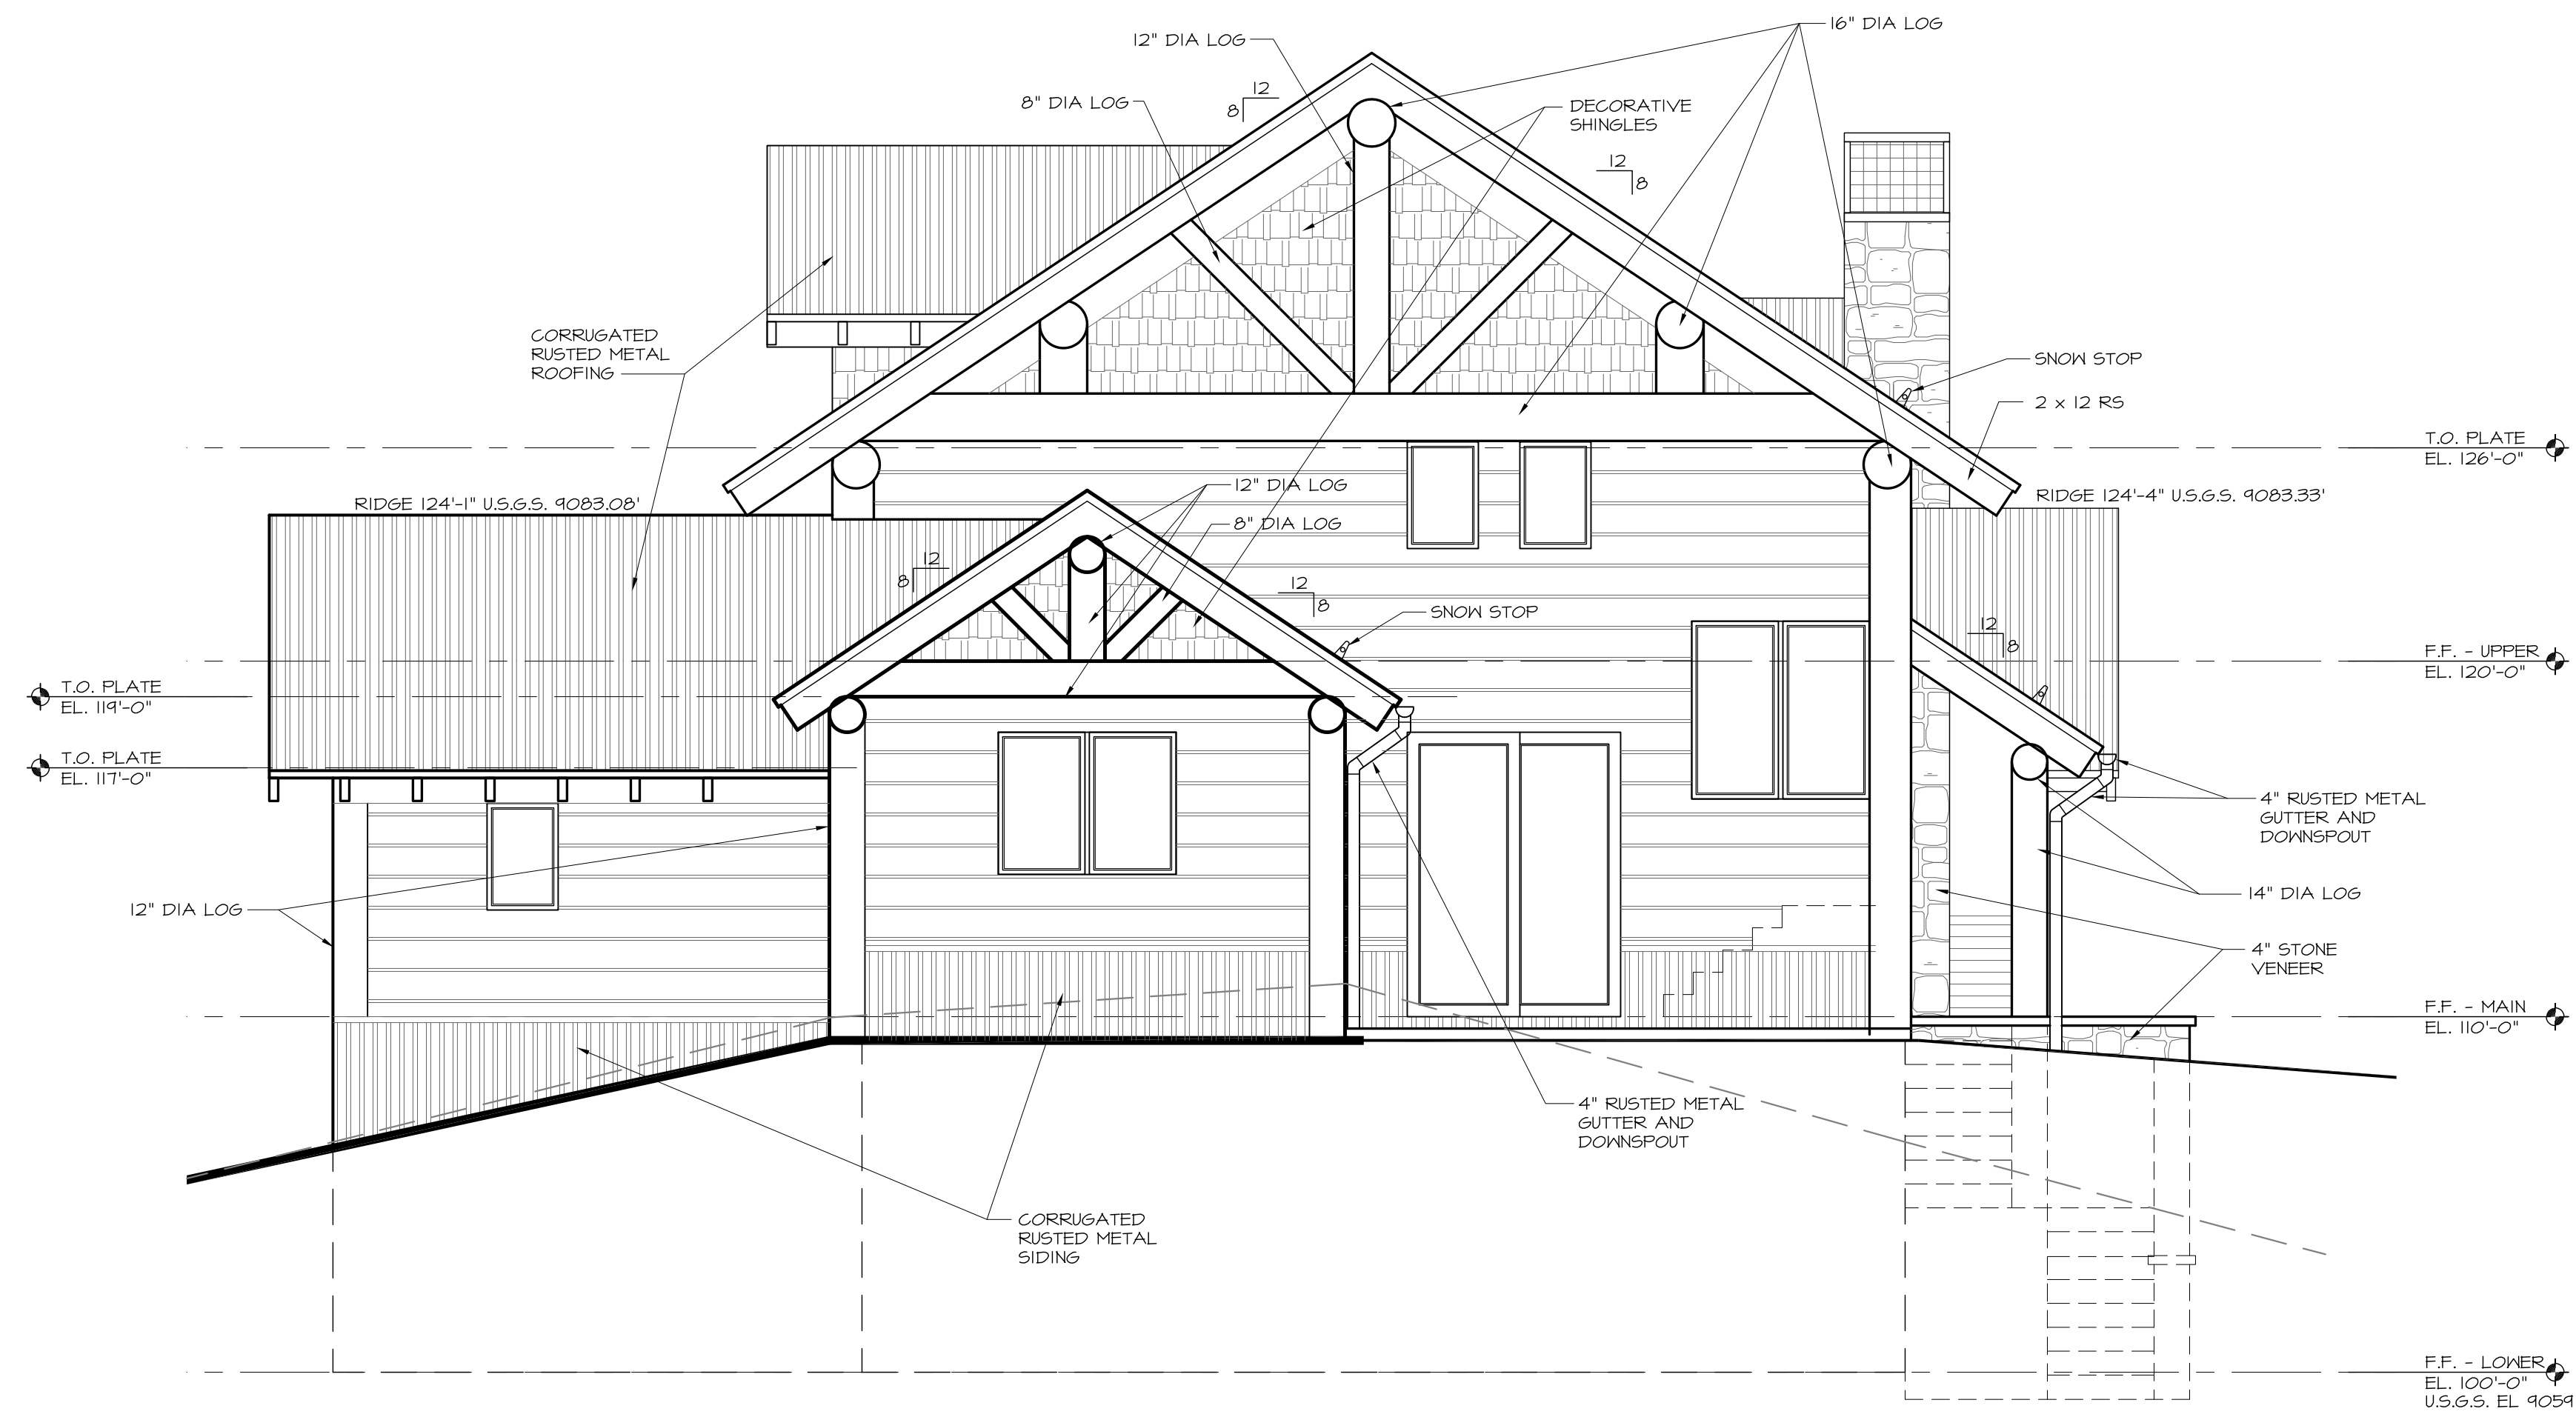 16" DIA LOG
12" DIA LOG
12
8
8" DIA LOG
DECORATIVE
SHINGLES
12
8
CORRUGATED
RUSTED METAL
ROOFING
SNOW STOP
2 x 12 RS
T.O. PLATE
EL. 126'-0"
RIDGE 124'-1" U.S.G.S. 9083.08'
12" DIA LOG
RIDGE 124'-4" U.S.G.S. 9083.33'
8" DIA LOG
12
8
12
8
SNOW STOP
12
8
F.F. - UPPER
EL. 120'-0"
T.O. PLATE
EL. 119'-0"
T.O. PLATE
EL. 117'-0"
4" RUSTED METAL
GUTTER AND
DOWNSPOUT
12" DIA LOG
14" DIA LOG
4" STONE
VENEER
F.F. - MAIN
EL. 110'-0"
4" RUSTED METAL
GUTTER AND
DOWNSPOUT
CORRUGATED
RUSTED METAL
SIDING
F.F. - LOWER
EL. 100'-0"
U.S.G.S. EL 9059